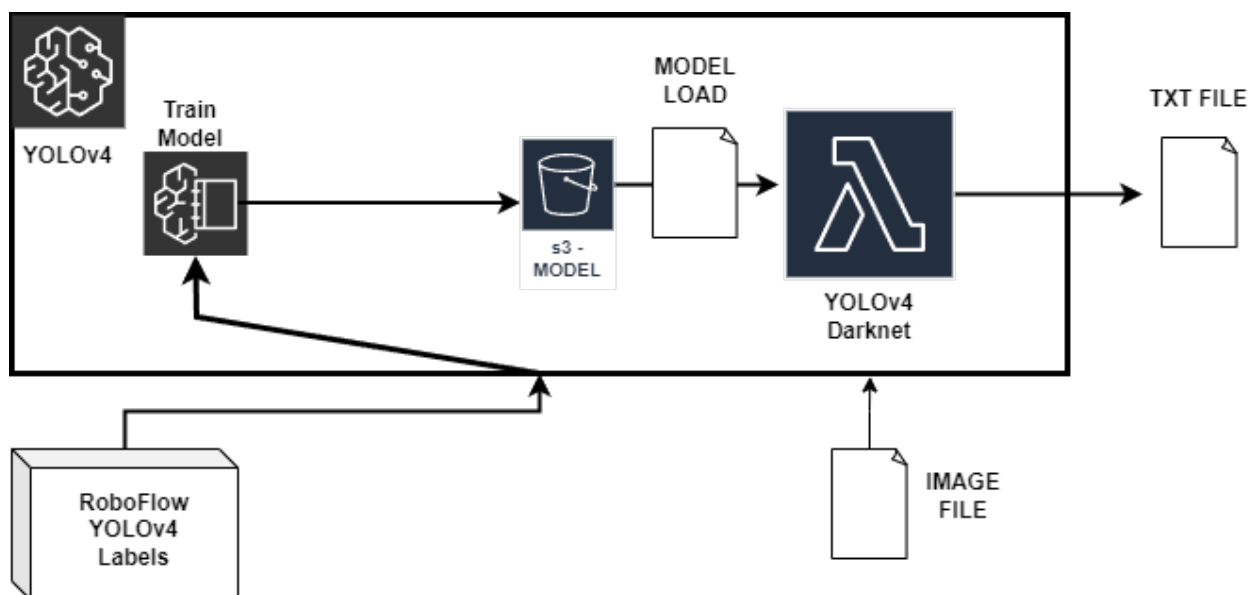 YOLOv4
Train
Model
s3 -
MODEL
MODEL
LOAD
YOLOv4
Darknet
TXT FILE
RoboFlow
YOLOv4
Labels
IMAGE
FILE